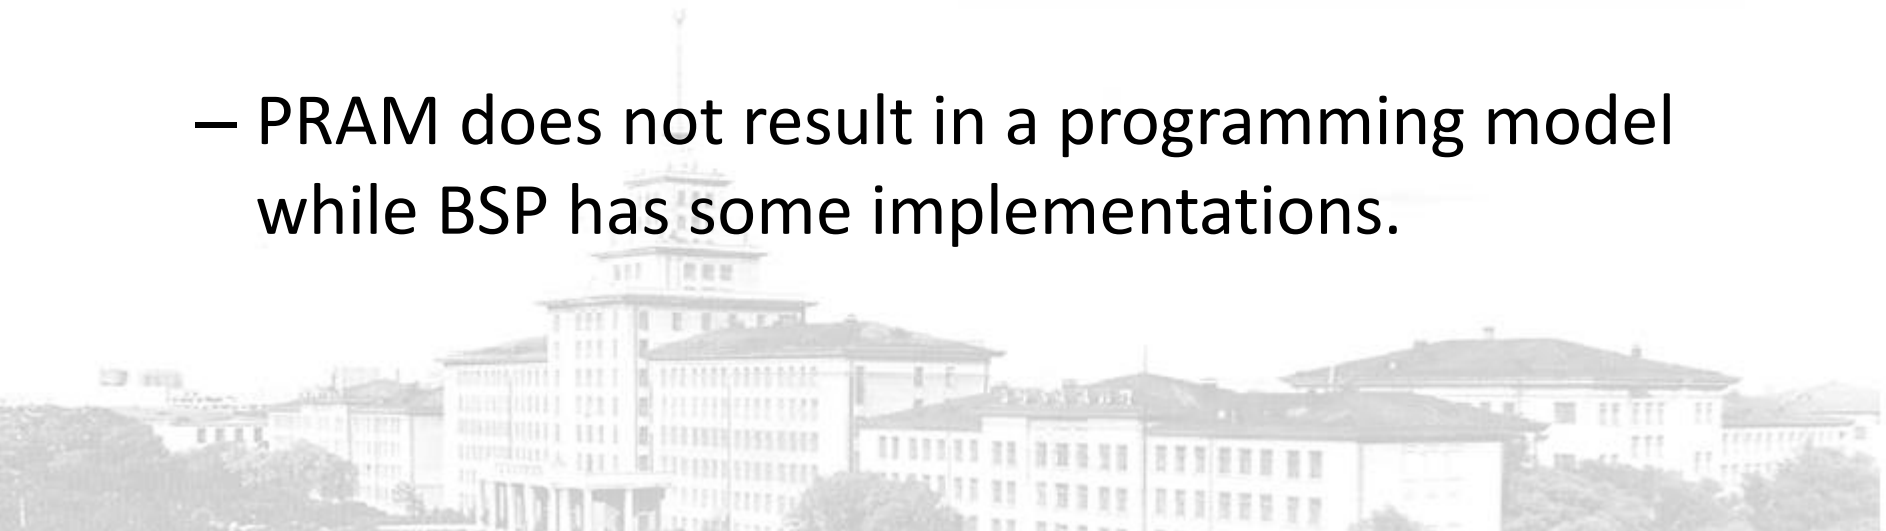 – PRAM does not result in a programming model
while BSP has some implementations.